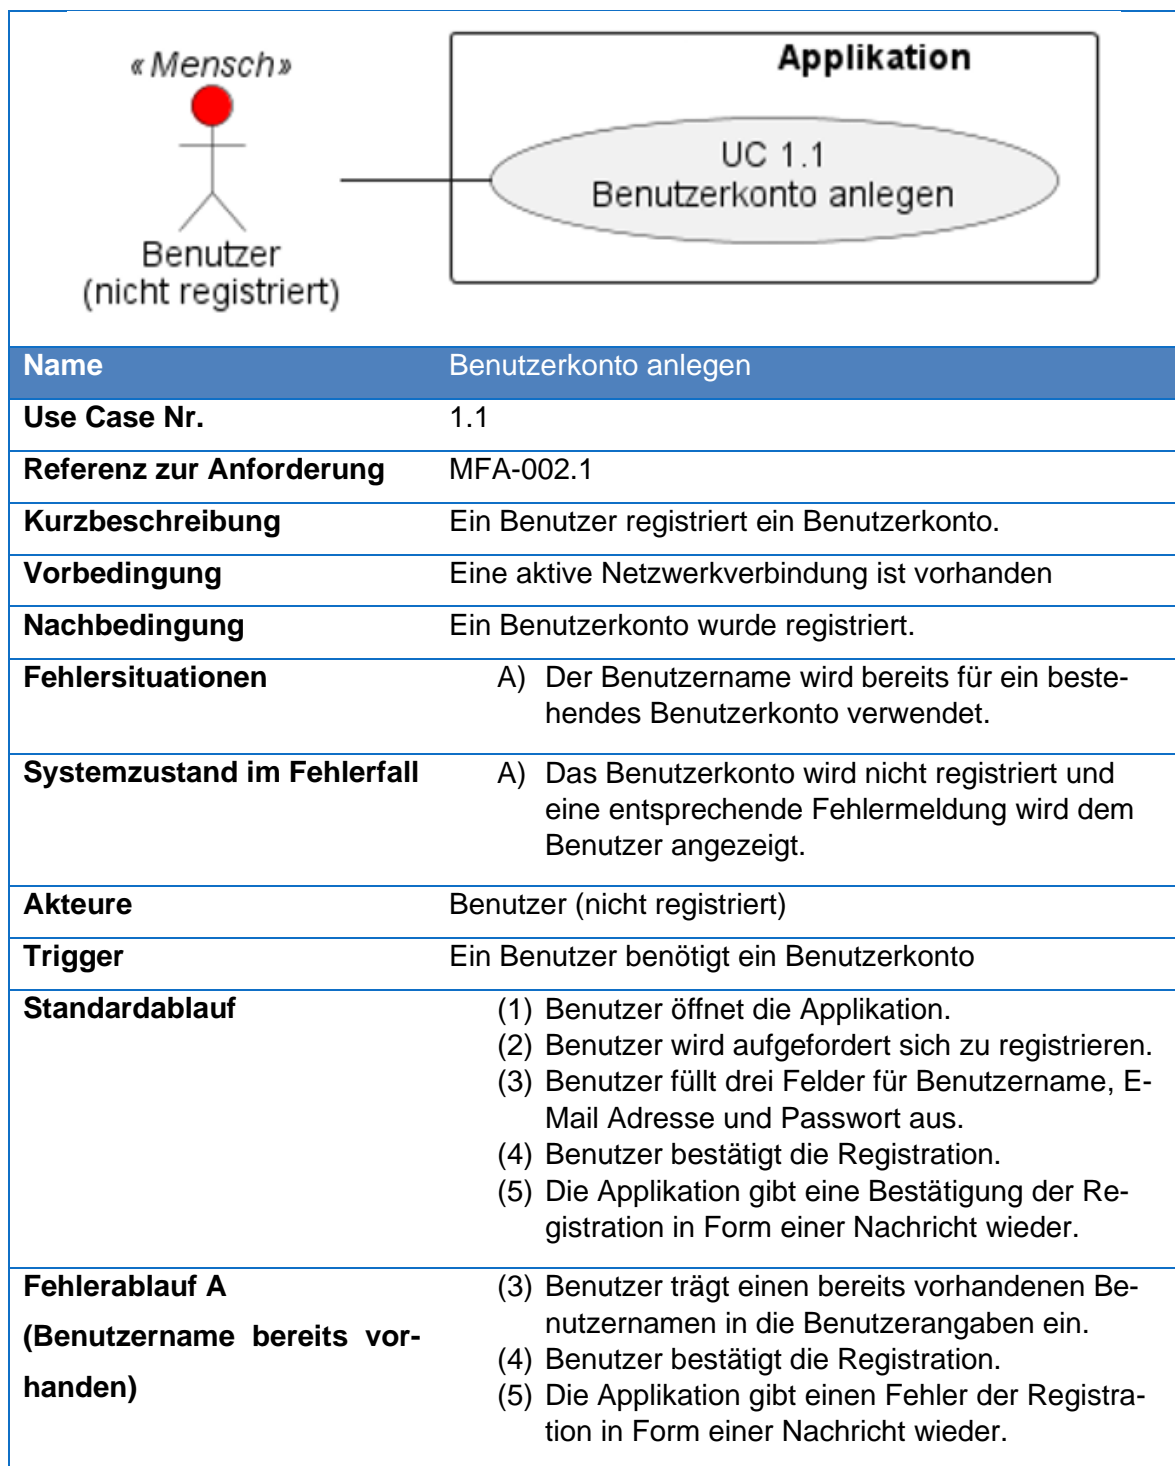 «Mensch»
Applikation
UC 1.1
Benutzerkonto anlegen
Benutzer
(nicht registriert)
Name Benutzerkonto anlegen
Use Case Nr. 1.1
Referenz zur Anforderung MFA-002.1
Kurzbeschreibung Ein Benutzer registriert ein Benutzerkonto.
Vorbedingung Eine aktive Netzwerkverbindung ist vorhanden
Nachbedingung Ein Benutzerkonto wurde registriert.
Fehlersituationen A) Der Benutzername wird bereits für ein beste-
hendes Benutzerkonto verwendet.
Systemzustand im Fehlerfall A) Das Benutzerkonto wird nicht registriert und
eine entsprechende Fehlermeldung wird dem
Benutzer angezeigt.
Akteure Benutzer (nicht registriert)
Trigger Ein Benutzer benötigt ein Benutzerkonto
Standardablauf (1) Benutzer öffnet die Applikation.
(2) Benutzer wird aufgefordert sich zu registrieren.
(3) Benutzer füllt drei Felder für Benutzername, E-
Mail Adresse und Passwort aus.
(4) Benutzer bestätigt die Registration.
(5) Die Applikation gibt eine Bestätigung der Re-
gistration in Form einer Nachricht wieder.
Fehlerablauf A
(Benutzername bereits vor-
handen)
(3) Benutzer trägt einen bereits vorhandenen Be-
nutzernamen in die Benutzerangaben ein.
(4) Benutzer bestätigt die Registration.
(5) Die Applikation gibt einen Fehler der Registra-
tion in Form einer Nachricht wieder.